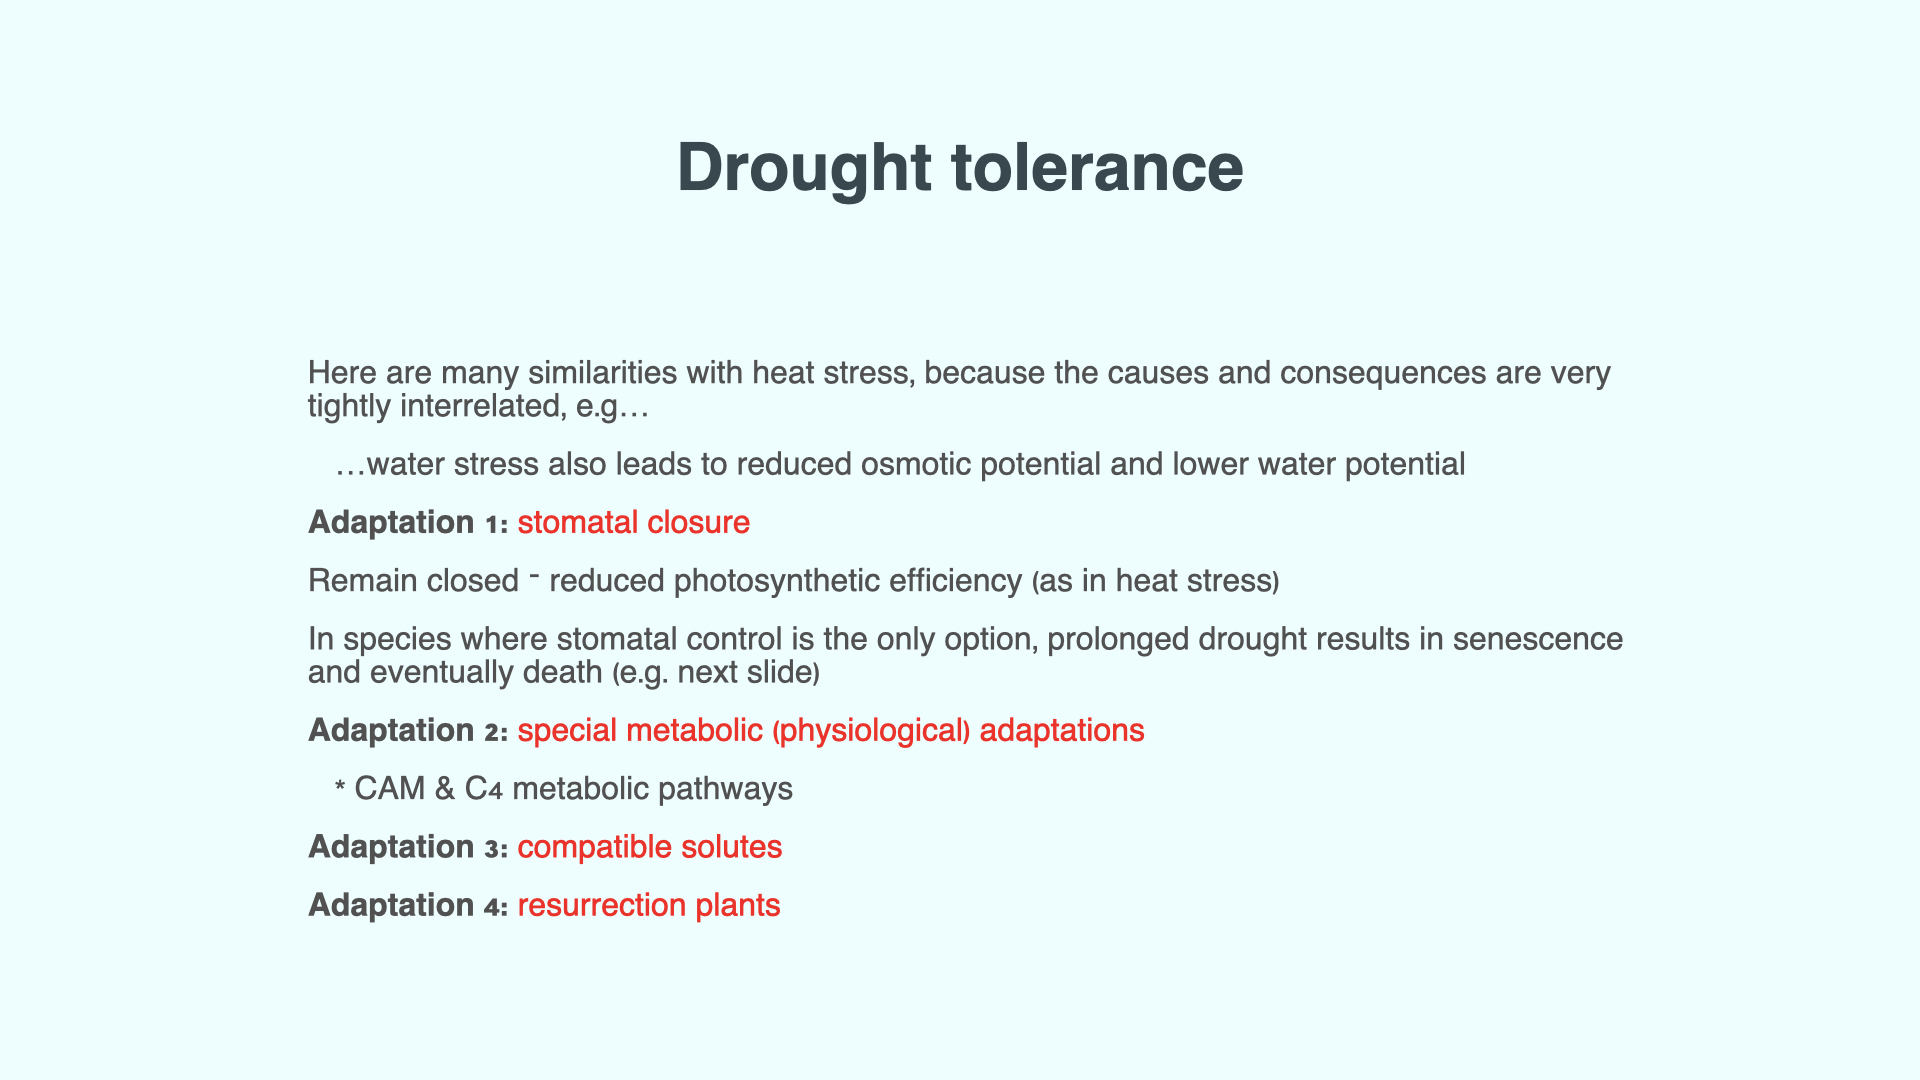 Drought tolerance
Here are many similarities with heat stress, because the causes and consequences are very
tightly interrelated, e.g…
…water stress also leads to reduced osmotic potential and lower water potential
Adaptation 1: stomatal closure
Remain closed - reduced photosynthetic efficiency (as in heat stress)
In species where stomatal control is the only option, prolonged drought results in senescence
and eventually death (e.g. next slide)
Adaptation 2: special metabolic (physiological) adaptations
* CAM & C4 metabolic pathways
Adaptation 3: compatible solutes
Adaptation 4: resurrection plants